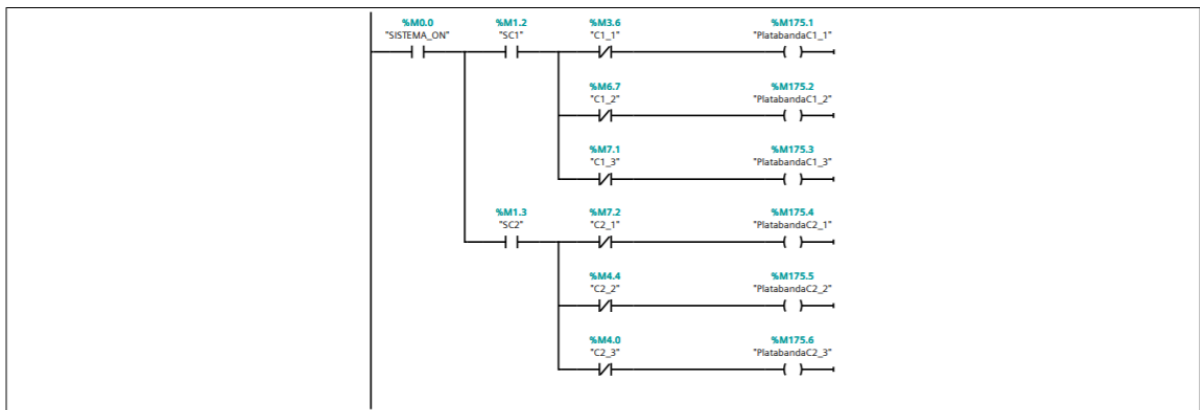 %M0.0 %M1.2 %M3.6 %M175.1
"SISTEMA_ON" "SC1" "C1_1" "PlatabandaC1_1"
%M6.7 %M175.2
"C1_2" "PlatabandaC1_2"
%M7.1 %M175.3
"C1_3" "PlatabandaC1_3"
%M1.3 %M7.2 %M175.4
"SC2" "C2_1" "PlatabandaC2_1"
%M4.4 %M175.5
"C2_2" "PlatabandaC2_2"
%M4.0 %M175.6
"C2_3" "PlatabandaC2_3"